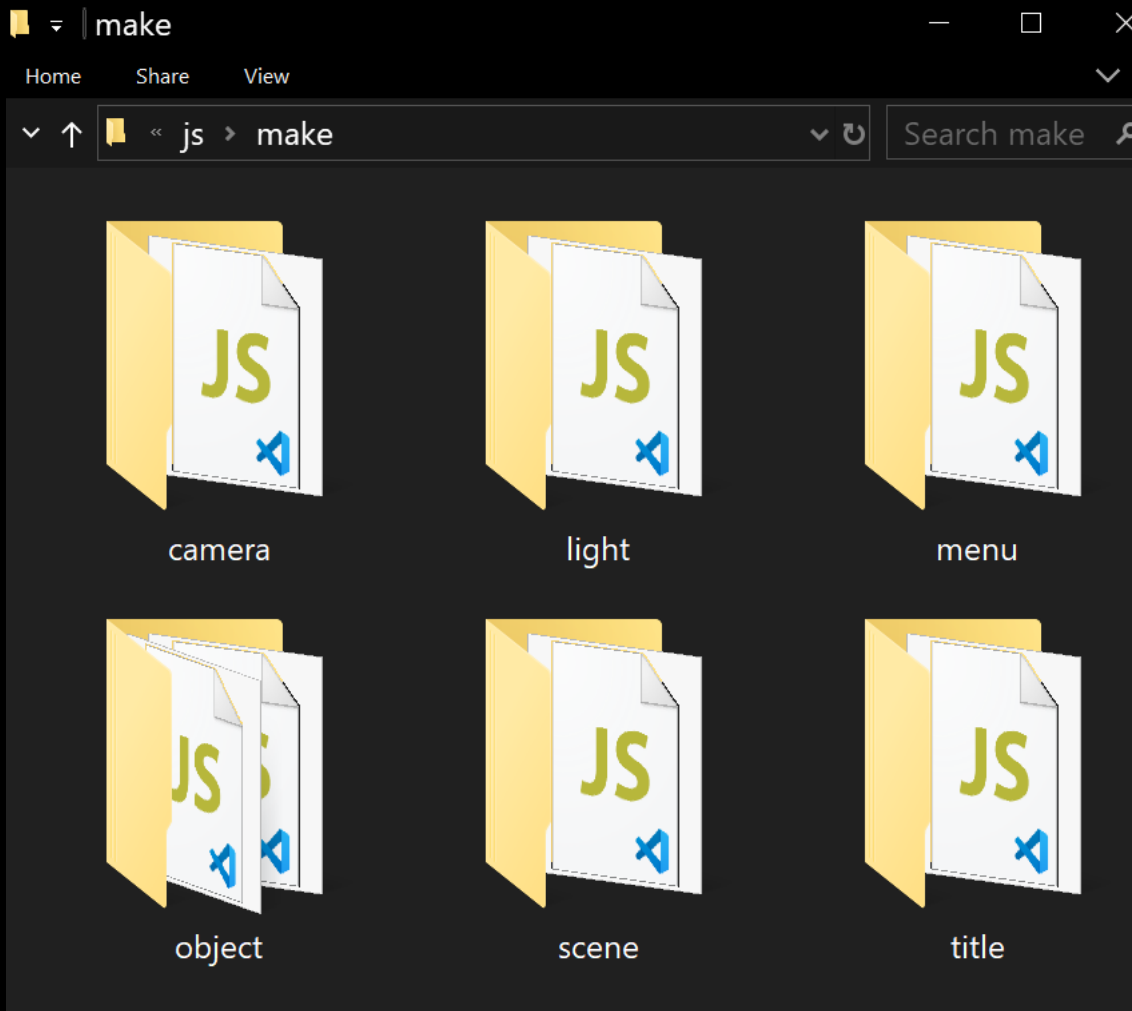 make
Home Share View
« js > make
Search make
JS JS JS
camera light menu
JS S JS JS
object scene title